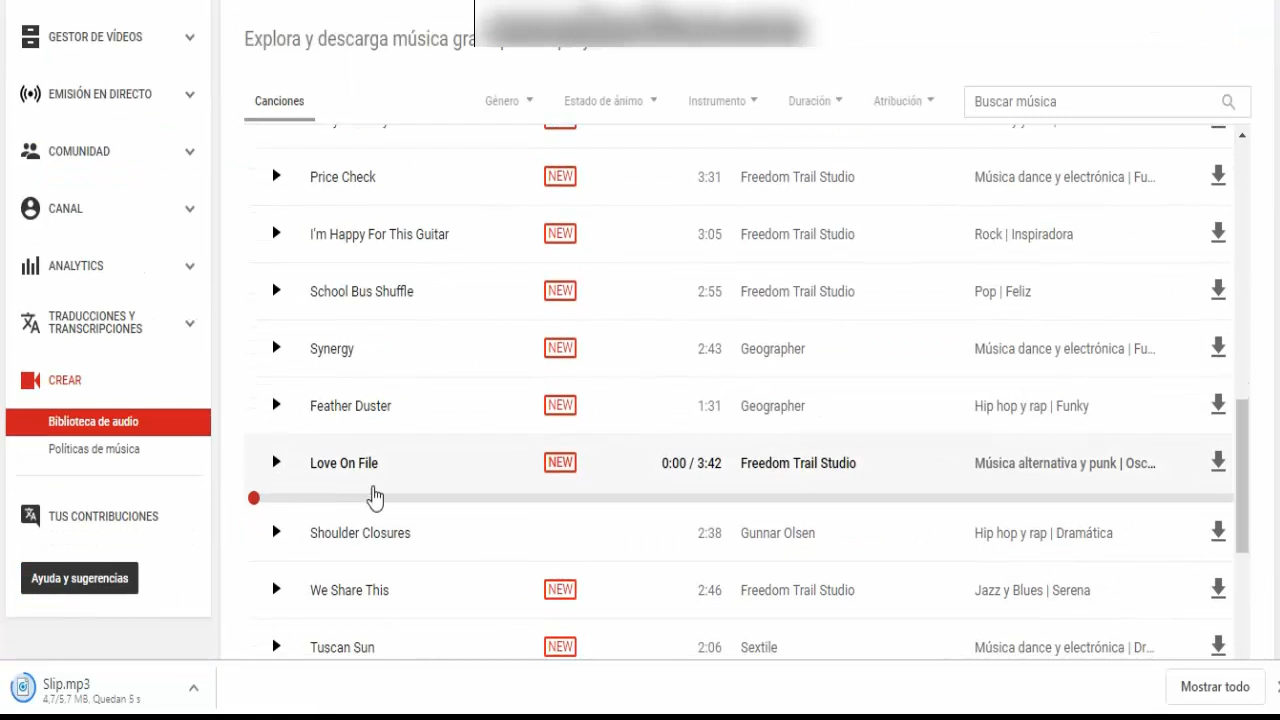 GESTOR DE VÍDEOS
EMISIÓN EN DIRECTO
COMUNIDAD
CANAL
ANALYTICS
TRADUCCIONES Y
TRANSCRIPCIONES
CREAR
Biblioteca de audio
Políticas de música
TUS CONTRIBUCIONES
Ayuda y sugerencias
Explora y descarga música
Canciones Género Estado de ánimo Instrumento Duración Atribución Buscar música
Price Check NEW 3:31 Freedom Trail Studio Música dance y electrónica | Fu...
I'm Happy For This Guitar NEW 3:05 Freedom Trail Studio Rock | Inspiradora
School Bus Shuffle NEW 2:55 Freedom Trail Studio Pop | Feliz
Synergy NEW 2:43 Geographer Música dance y electrónica | Fu...
Feather Duster NEW 1:31 Geographer Hip hop y rap | Funky
Love On File NEW 0:00 / 3:42 Freedom Trail Studio Música alternativa y punk | Osc...
Shoulder Closures 2:38 Gunnar Olsen Hip hop y rap | Dramática
We Share This NEW 2:46 Freedom Trail Studio Jazz y Blues | Serena
Tuscan Sun NEW 2:06 Sextile Música dance y electrónica | Dr...
Slip.mp3
4,7/5,7 MB, Quedan 5 s
Mostrar todo